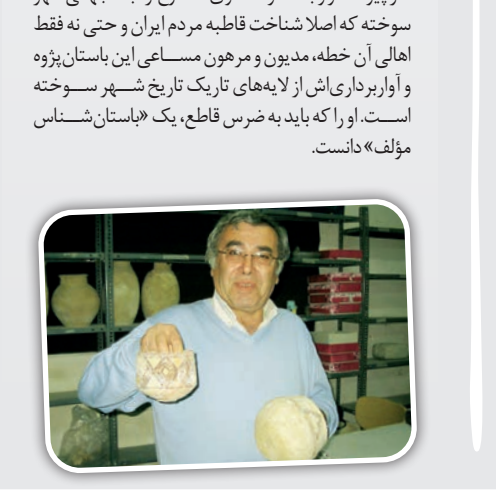 سوخته که اصلا شناخت قاطبه مردم ایران و حتی نه فقط
اهالی آن خطه، مدیون و مرهون مساعی این باستان‌پژوه
و آواربرداری‌اش از لایه‌های تاریک تاریخ شهر سوخته
است. او را که باید به ضرس قاطع، یک «باستان‌شناس
مؤلف» دانست.